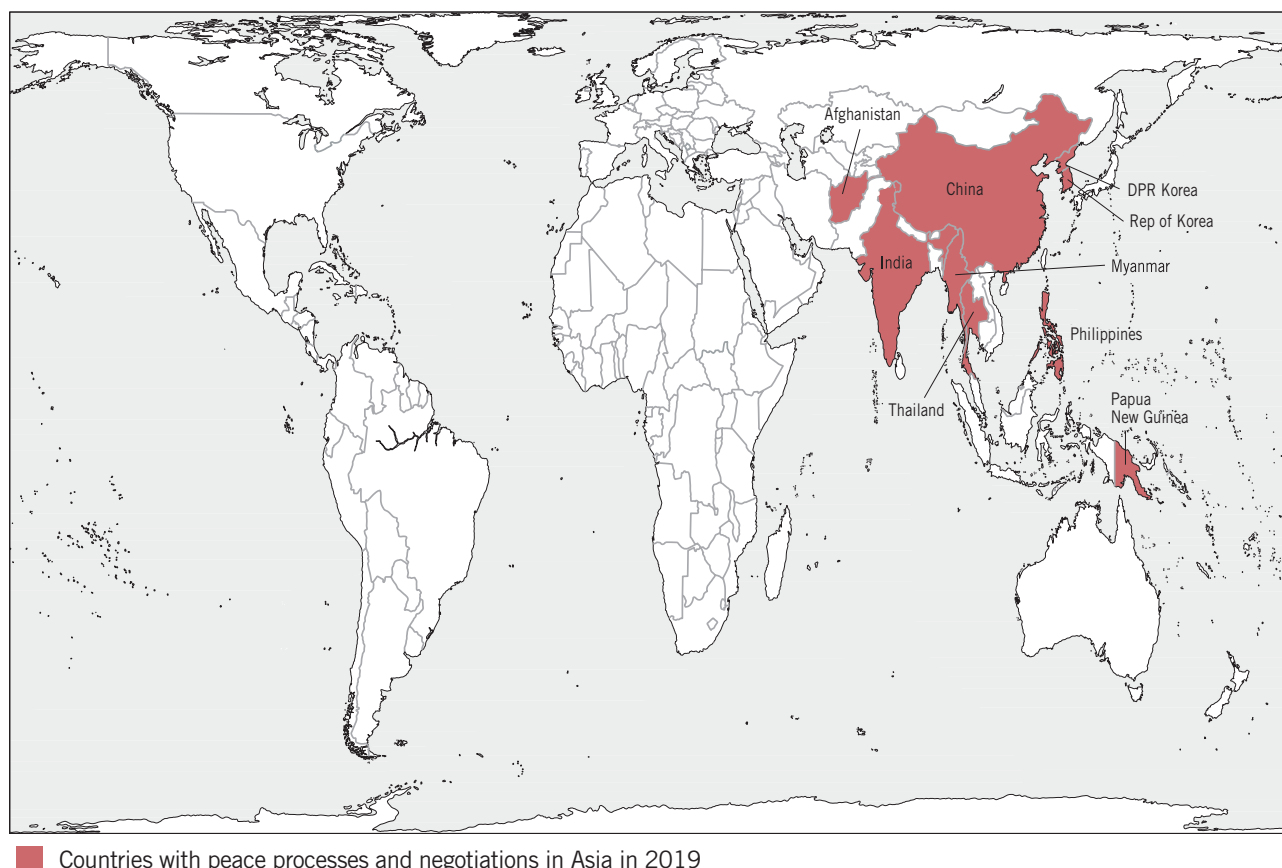 Afghanistan
China
DPR Korea
Rep of Korea
India
Myanmar
Philippines
Thailand
Papua
New Guinea
Countries with peace processes and negotiations in Asia in 2019